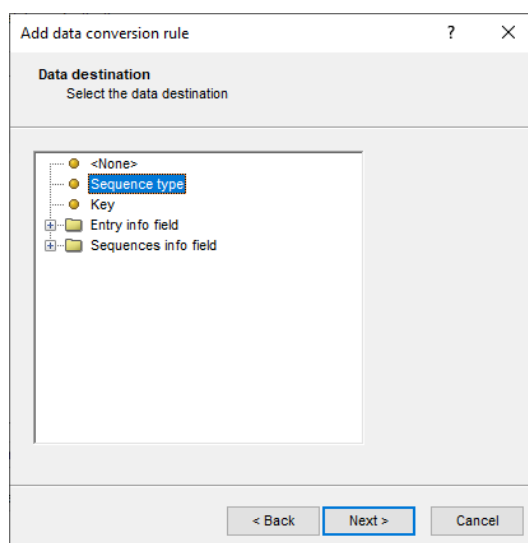 Add data conversion rule
?
Data destination
Select the data destination
<None>
Sequence type
Key
Entry info field
Sequences info field
< Back
Next >
Cancel